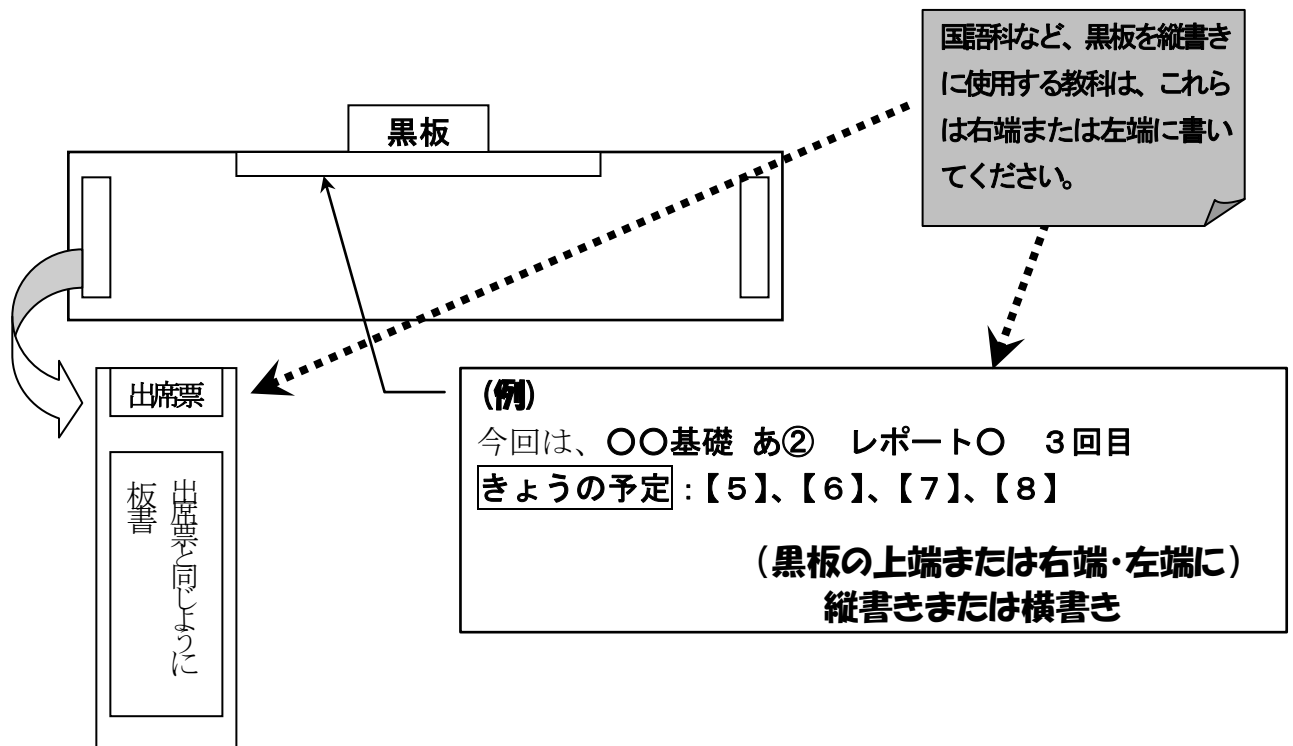 国語科など、黒板を縦書き
に使用する教科は、これら
は右端または左端に書い
てください。
黒板
出席票
出席票と同じように
板書
(例)
今回は、〇〇基礎 あ② レポート〇 3回目
きょうの予定:【5】、【6】、【7】、【8】
(黒板の上端または右端・左端に)
縦書きまたは横書き